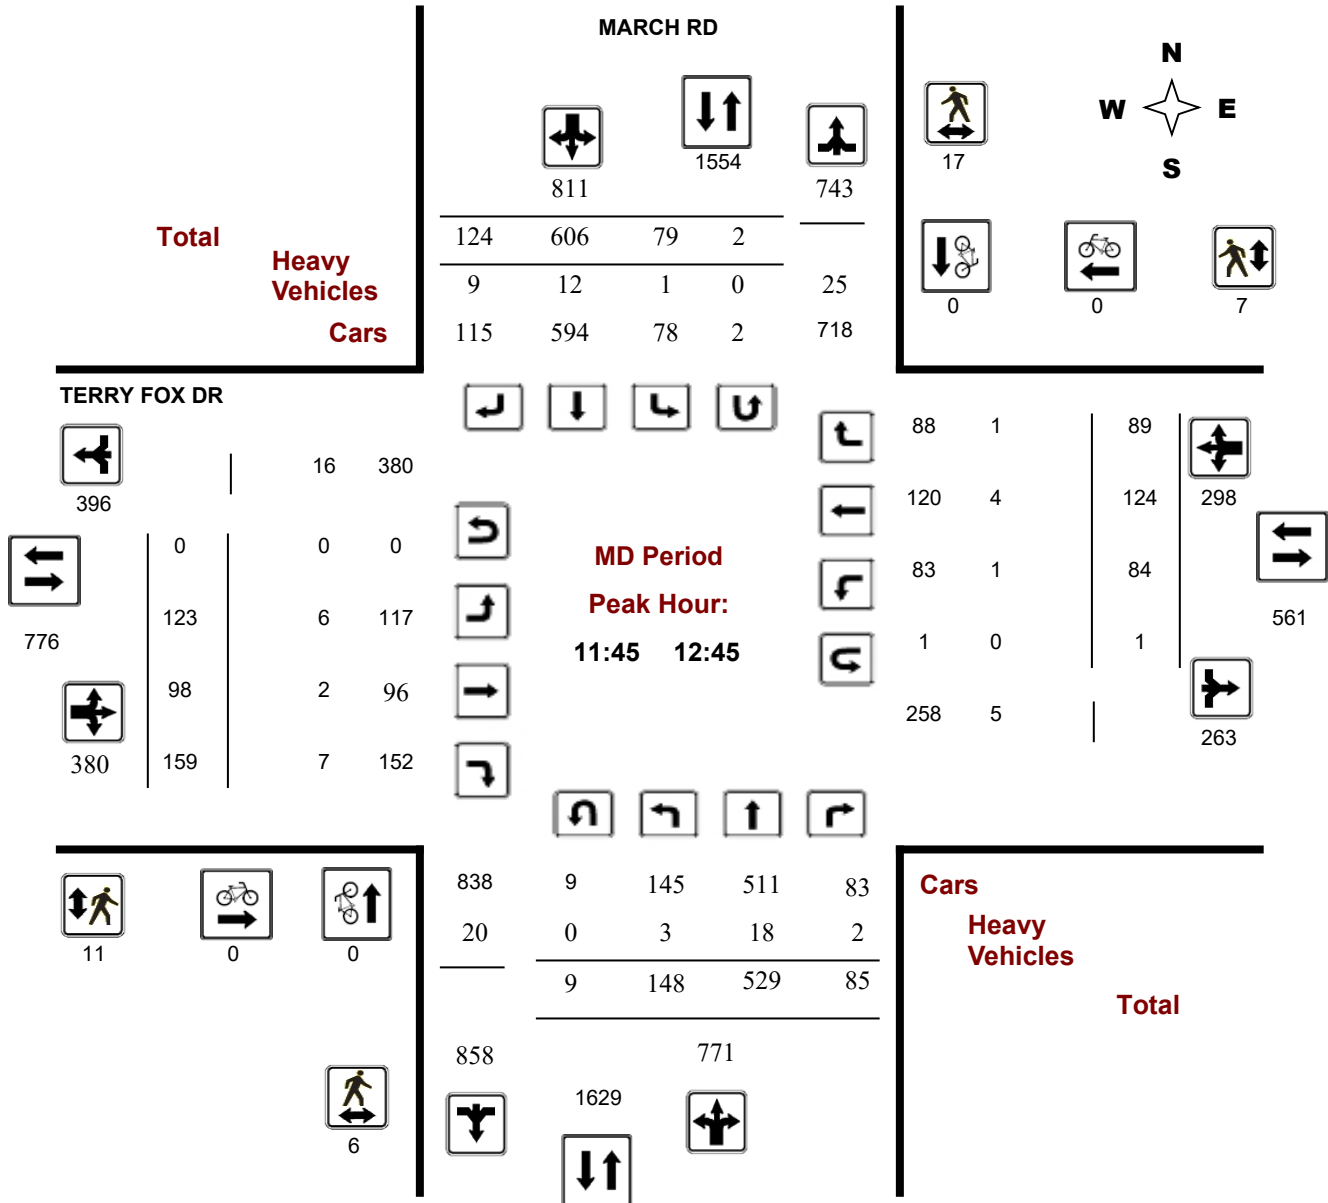 MARCH RD
N
W E
S
1554
17
811
743
Total
124 606 79 2
Heavy
Vehicles
9 12 1 0 25
Cars
115 594 78 2 718
0 0 7
TERRY FOX DR
88 1 89
16 380
396
120 4 124 298
0 0 0
MD Period
83 1 84
Peak Hour:
123 6 117
561
776
11:45 12:45
1 0 1
98 2 96
258 5
263
380 159 7 152
838 9 145 511 83
Cars
20 0 3 18 2
Heavy
Vehicles
11 0 0
9 148 529 85
Total
858 771
1629
6